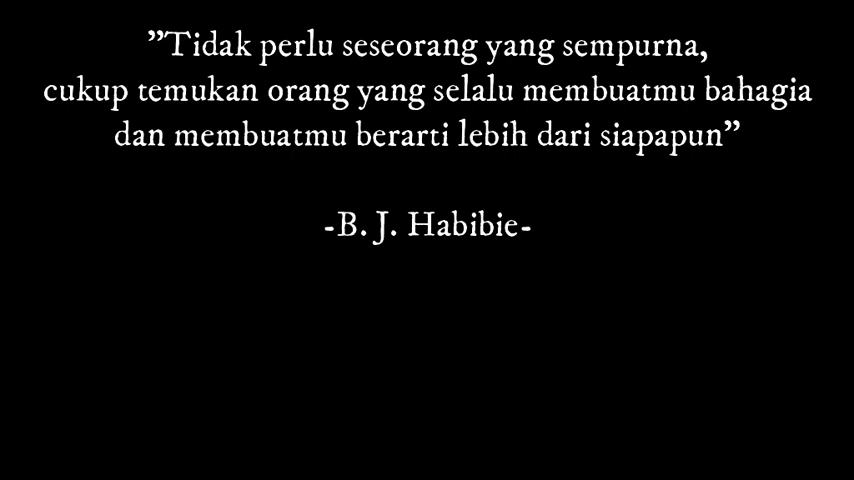 ”Tidak perlu seseorang yang sempurna,
cukup temukan orang yang selalu membuatmu bahagia
dan membuatmu berarti lebih dari siapapun”
-B. J. Habibie-